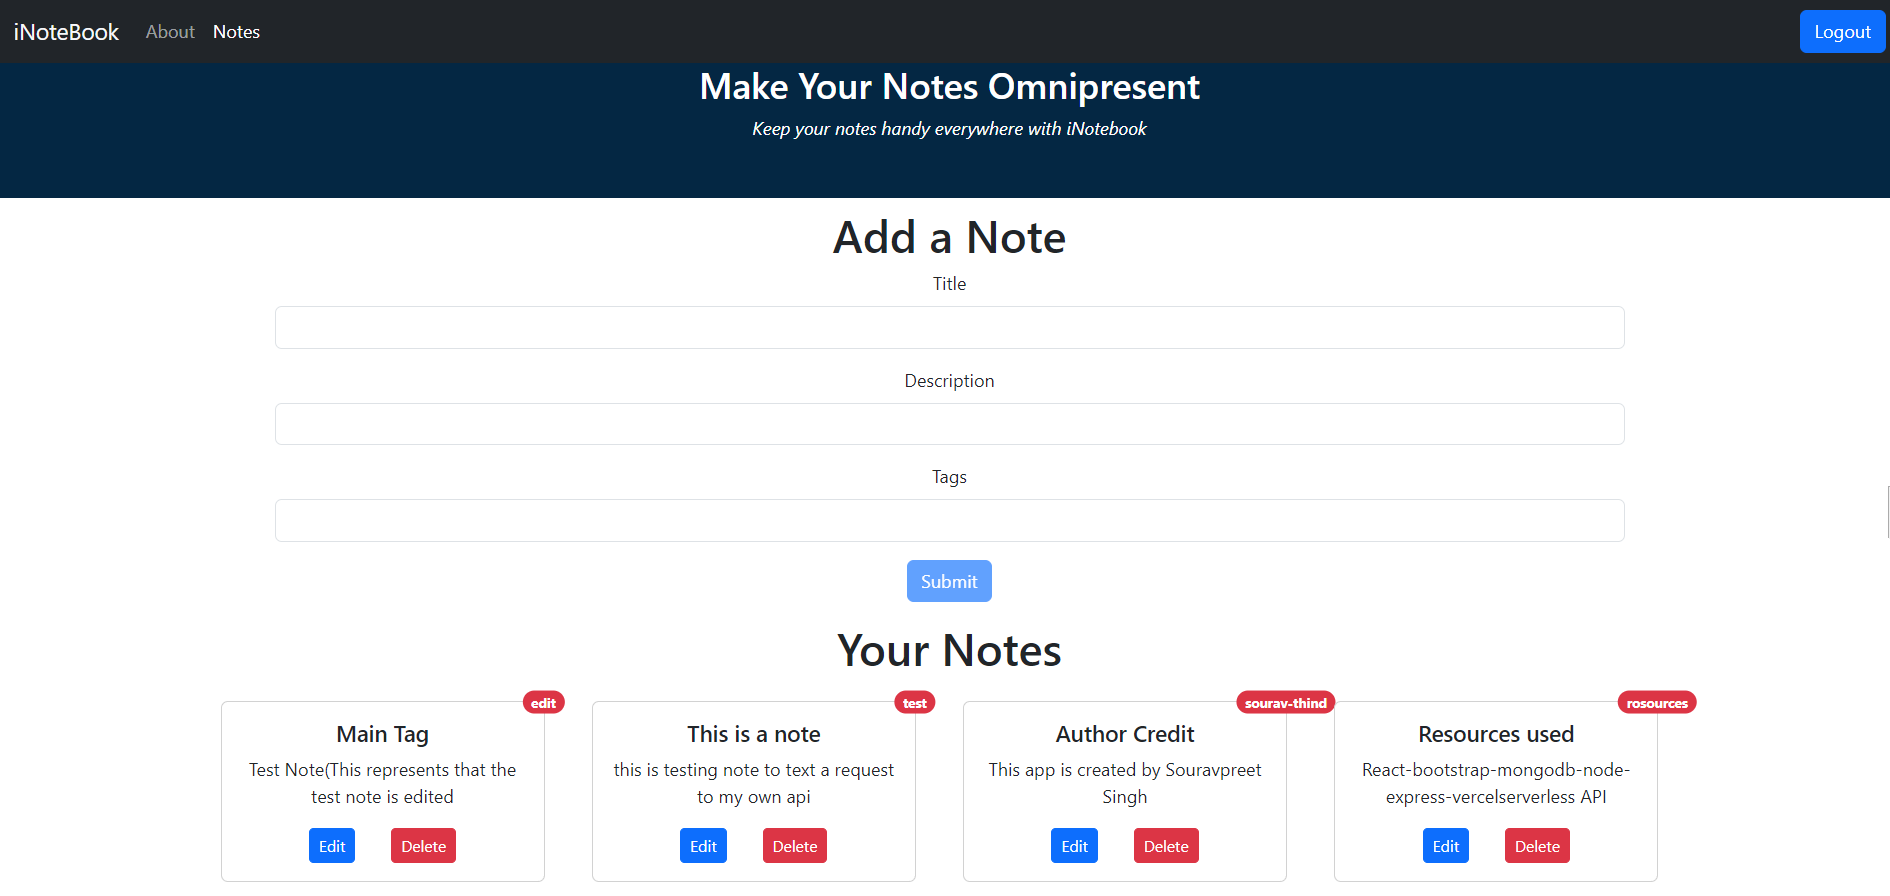 iNoteBook About Notes Logout
Make Your Notes Omnipresent
Keep your notes handy everywhere with iNotebook
Add a Note
Title
Description
Tags
Submit
Your Notes
edit
Main Tag
Test Note(This represents that the
test note is edited
Edit Delete
test
This is a note
this is testing note to text a request
to my own api
Edit Delete
sourav-thind
Author Credit
This app is created by Souravpreet
Singh
Edit Delete
rosources
Resources used
React-bootstrap-mongodb-node-
express-vercelserverless API
Edit Delete